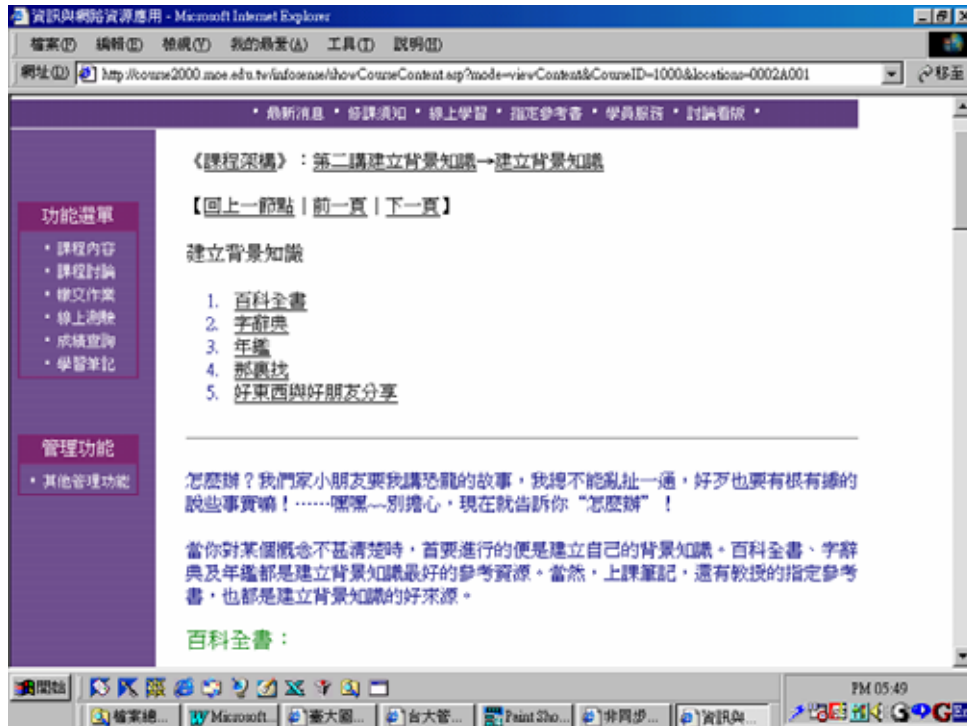 資訊與網路資源應用 - Microsoft Internet Explorer
檔案(F) 編輯(E) 檢視(V) 我的最愛(A) 工具(T) 說明(H)
網址(D) http://course2000.moe.edu.tw/infosense/showCourseContent.asp?mode=viewContent&CourseID=1000&locations=0002A001 移至
・最新消息・修課須知・線上學習・指定參考書・學員服務・討論看版・
《課程架構》：第二講建立背景知識→建立背景知識
【回上一節點 | 前一頁 | 下一頁】
功能選單
・課程內容
・課程討論
・繳交作業
・線上測驗
・成績查詢
・學習筆記
管理功能
・其他管理功能
建立背景知識
1. 百科全書
2. 字辭典
3. 年鑑
4. 那裏找
5. 好東西與好朋友分享
怎麼辦？我們家小朋友要我講恐龍的故事，我總不能亂扯一通，好歹也要有根有據的
說些事實嘛！……嘿嘿~~別擔心，現在就告訴你“怎麼辦”！
當你對某個概念不甚清楚時，首要進行的便是建立自己的背景知識。百科全書、字辭
典及年鑑都是建立背景知識最好的參考資源。當然，上課筆記，還有教授的指定參考
書，也都是建立背景知識的好來源。
百科全書：
開始 PM 05:49
檔案總... Microsoft... 臺大圖... 台大管... Paint Sho... 非同步... 資訊與...